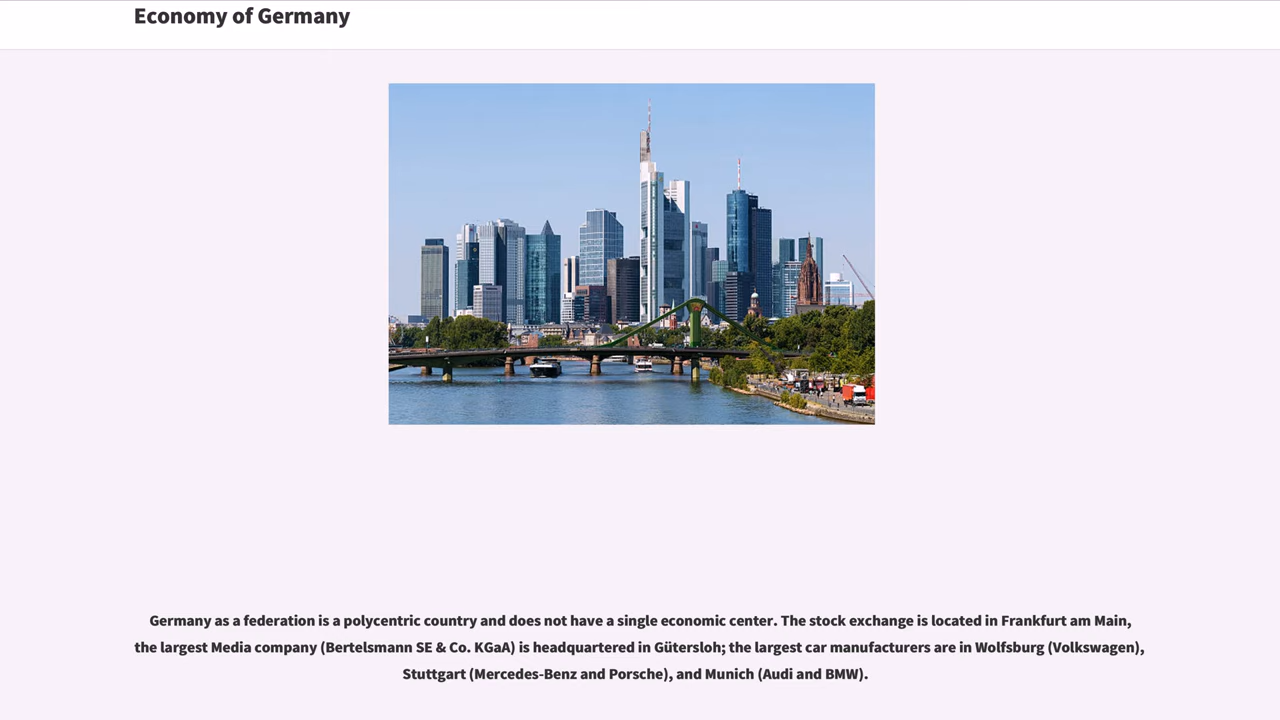 Economy of Germany
Germany as a federation is a polycentric country and does not have a single economic center. The stock exchange is located in Frankfurt am Main,
the largest Media company (Bertelsmann SE & Co. KGaA) is headquartered in Gütersloh; the largest car manufacturers are in Wolfsburg (Volkswagen),
Stuttgart (Mercedes-Benz and Porsche), and Munich (Audi and BMW).